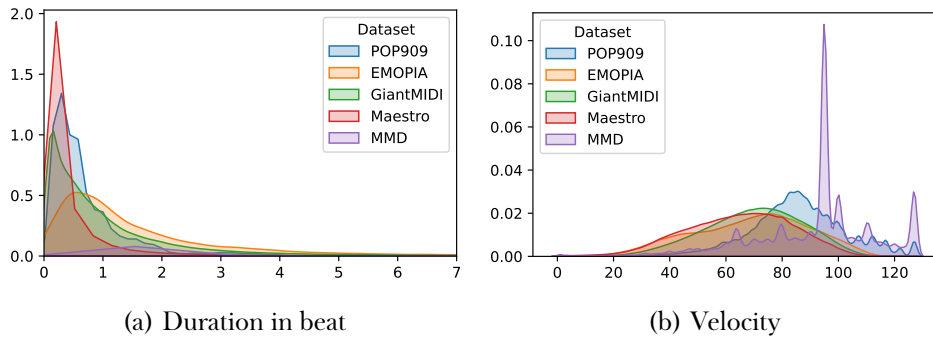 2.0
1.5
1.0
0.5
0.0
0 1 2 3 4 5 6 7
Dataset
POP909
EMOPIA
GiantMIDI
Maestro
MMD
(a) Duration in beat
0.10
0.08
0.06
0.04
0.02
0.00
0 20 40 60 80 100 120
Dataset
POP909
EMOPIA
GiantMIDI
Maestro
MMD
(b) Velocity